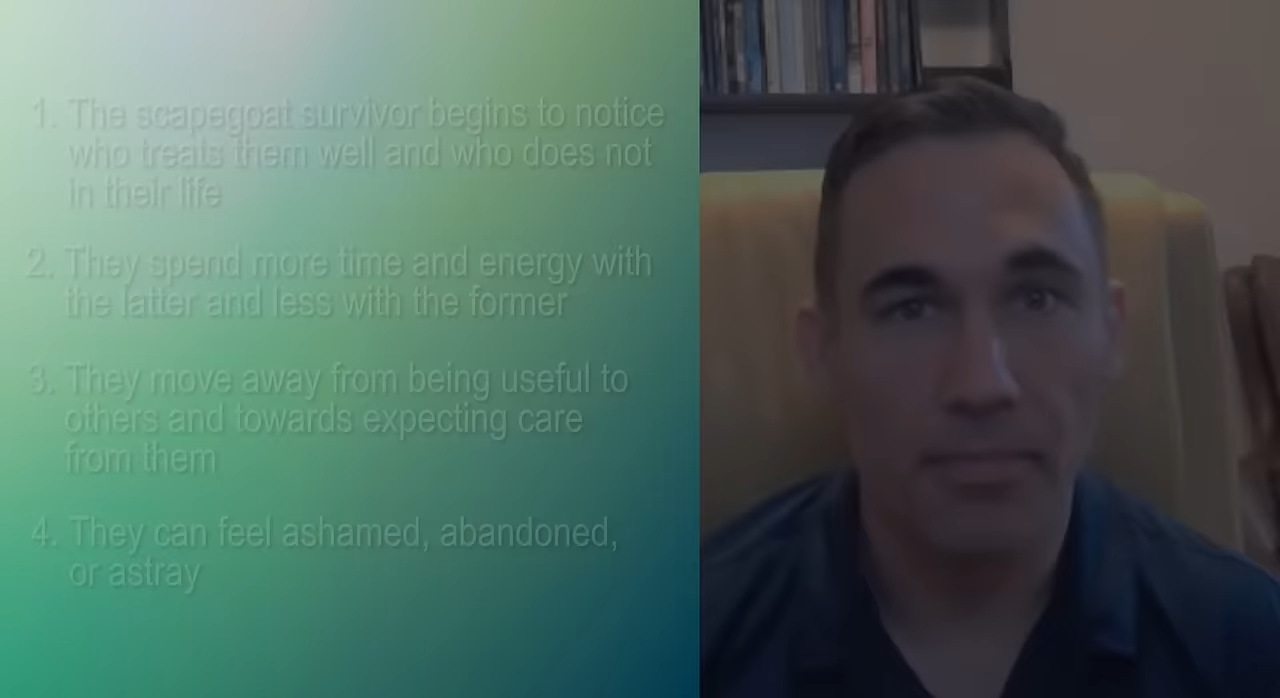 1. The scapegoat survivor begins to notice
who treats them well and who does not
in their life
2. They spend more time and energy with
the latter and less with the former
3. They move away from being useful to
others and towards expecting care
from them
4. They can feel ashamed, abandoned,
or astray